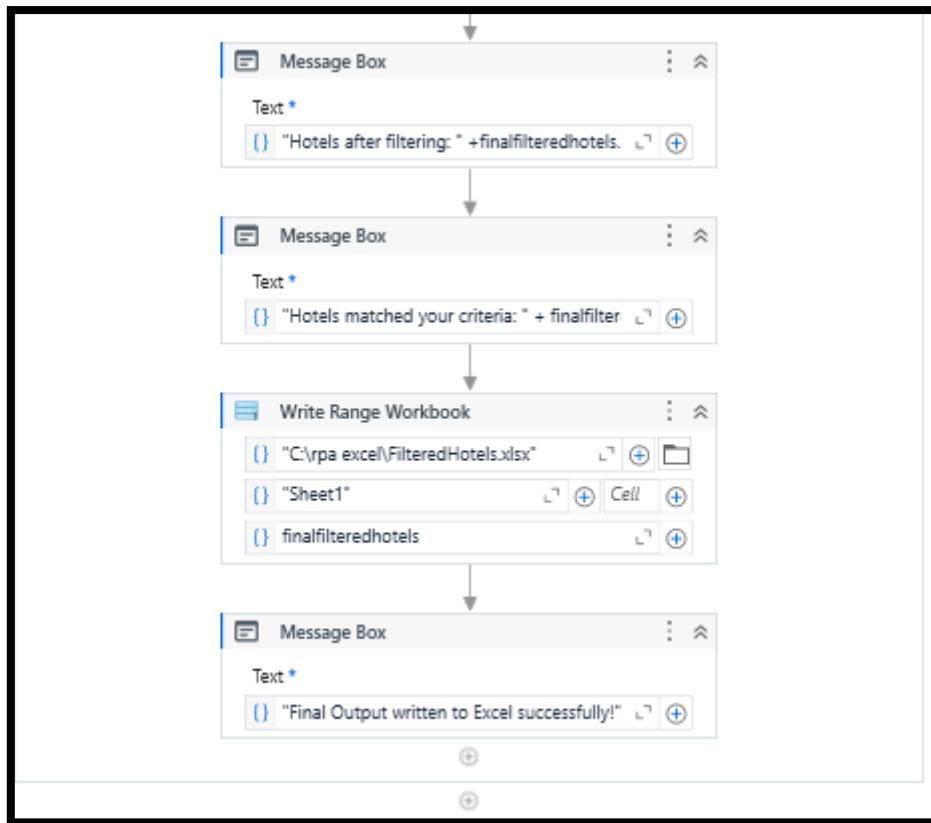 Message Box
Text *
{} "Hotels after filtering: " +finalfilteredhotels.
Message Box
Text *
{} "Hotels matched your criteria: " + finalfilter
Write Range Workbook
{} "C:\rpa excel\FilteredHotels.xlsx"
{} "Sheet1" Cell
{} finalfilteredhotels
Message Box
Text *
{} "Final Output written to Excel successfully!"